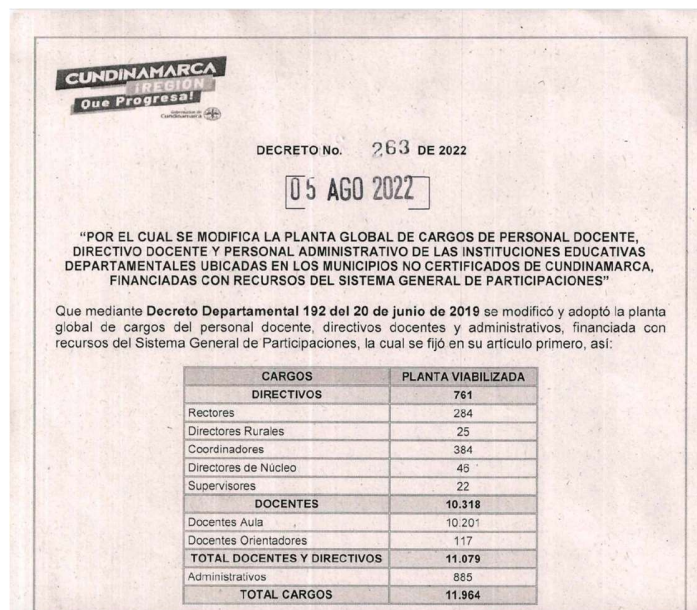 CUNDINAMARCA
¡REGIÓN
Que Progresa!
Gobernación de
Cundinamarca
DECRETO No. 263 DE 2022
05 AGO 2022
“POR EL CUAL SE MODIFICA LA PLANTA GLOBAL DE CARGOS DE PERSONAL DOCENTE,
DIRECTIVO DOCENTE Y PERSONAL ADMINISTRATIVO DE LAS INSTITUCIONES EDUCATIVAS
DEPARTAMENTALES UBICADAS EN LOS MUNICIPIOS NO CERTIFICADOS DE CUNDINAMARCA,
FINANCIADAS CON RECURSOS DEL SISTEMA GENERAL DE PARTICIPACIONES”
Que mediante Decreto Departamental 192 del 20 de junio de 2019 se modificó y adoptó la planta
global de cargos del personal docente, directivos docentes y administrativos, financiada con
recursos del Sistema General de Participaciones, la cual se fijó en su artículo primero, así:
CARGOS PLANTA VIABILIZADA
DIRECTIVOS 761
Rectores 284
Directores Rurales 25
Coordinadores 384
Directores de Núcleo 46
Supervisores 22
DOCENTES 10.318
Docentes Aula 10.201
Docentes Orientadores 117
TOTAL DOCENTES Y DIRECTIVOS 11.079
Administrativos 885
TOTAL CARGOS 11.964